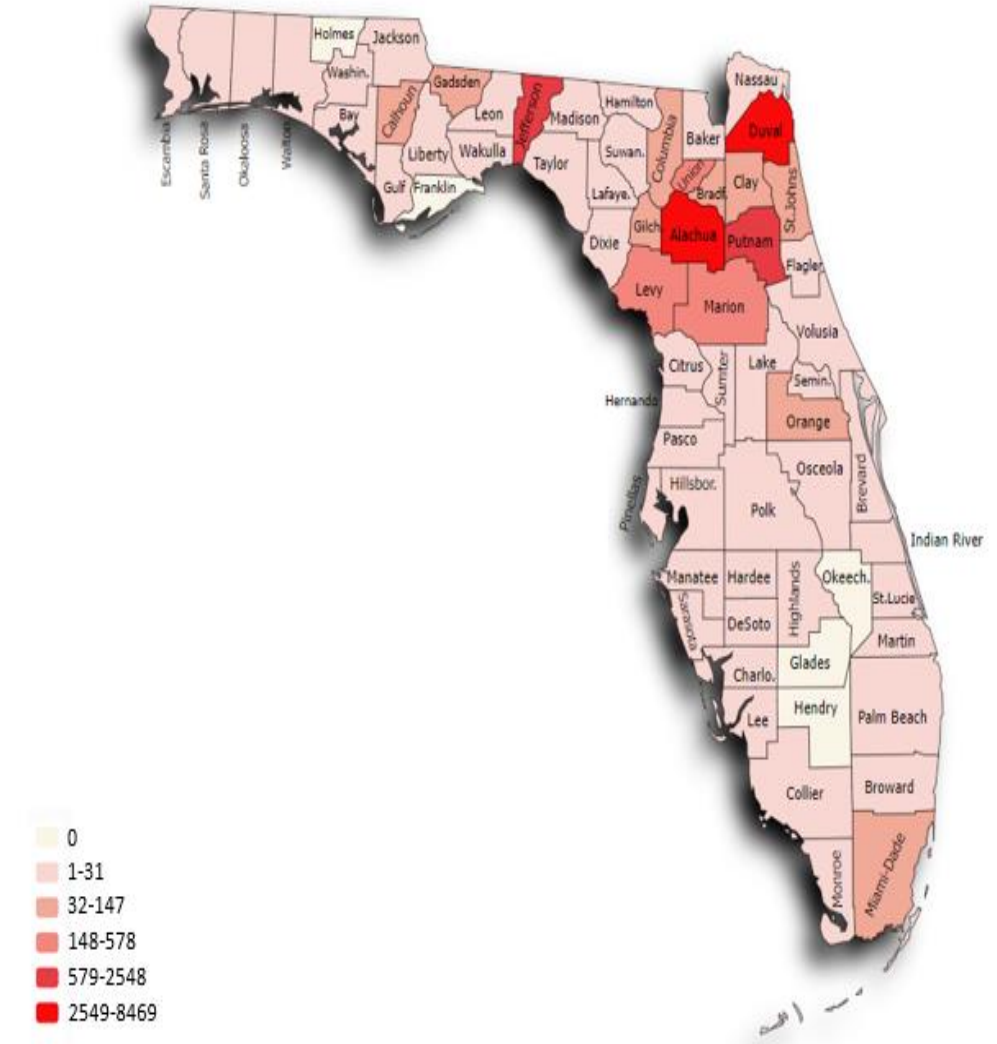 Holmes
Jackson
Washin.
Bay
Calhoun
Gadsden
Leon
Jefferson
Madison
Hamilton
Liberty
Wakulla
Taylor
Suwan.
Columbia
Baker
Nassau
Duval
Gulf
Franklin
Lafaye.
Union
Bradf.
Clay
St.Johns
Escambia
Santa Rosa
Okaloosa
Walton
Dixie
Gilch
Alachua
Putnam
Flagler
Levy
Marion
Volusia
Citrus
Sumter
Lake
Semin.
Hernando
Orange
Pasco
Osceola
Brevard
Pinellas
Hillsbor.
Polk
Indian River
Manatee
Hardee
Highlands
Okeech.
St.Lucie
Sarasota
DeSoto
Martin
Glades
Charlo.
Hendry
Lee
Palm Beach
Collier
Broward
Monroe
Miami-Dade
0
1-31
32-147
148-578
579-2548
2549-8469